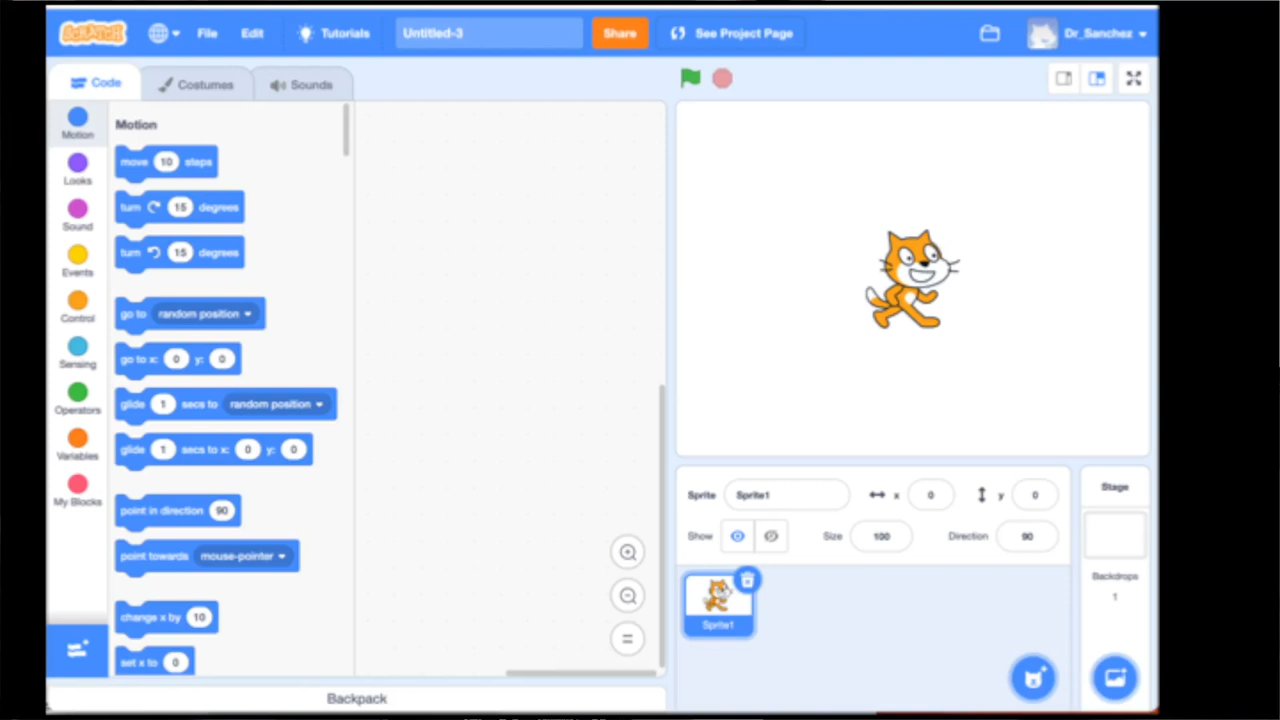 SCRATCH File Edit Tutorials Untitled-3 Share See Project Page Dr_Sanchez
Code Costumes Sounds
Motion
Looks
Sound
Events
Control
Sensing
Operators
Variables
My Blocks
Motion
move 10 steps
turn 15 degrees
turn 15 degrees
go to random position
go to x: 0 y: 0
glide 1 secs to random position
glide 1 secs to x: 0 y: 0
point in direction 90
point towards mouse-pointer
change x by 10
set x to 0
Backpack
Sprite Sprite1 x 0 y 0
Show Size 100 Direction 90
Sprite1
Stage
Backdrops
1